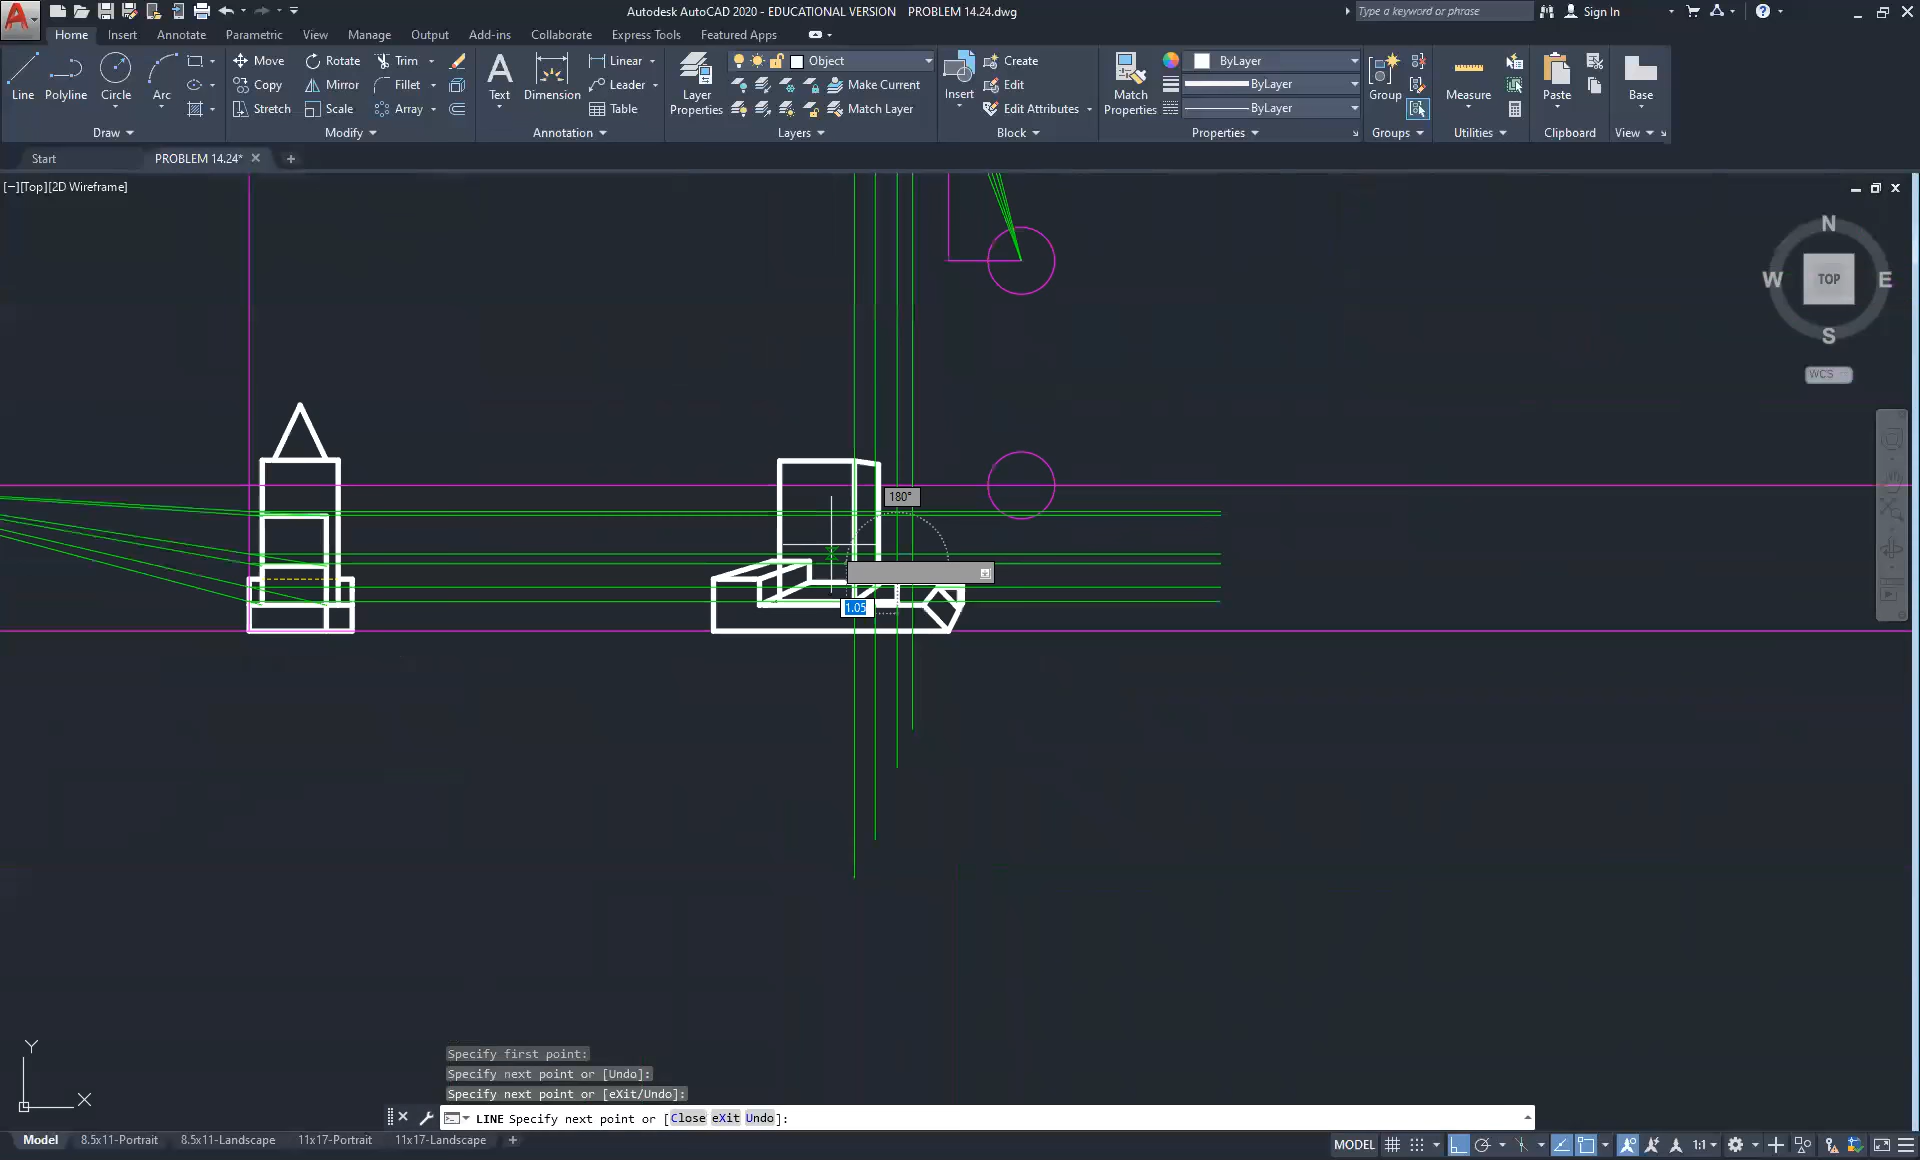 Autodesk AutoCAD 2020 - EDUCATIONAL VERSION PROBLEM 14.24.dwg
Type a keyword or phrase
Sign In
Home Insert Annotate Parametric View Manage Output Add-ins Collaborate Express Tools Featured Apps
Line Polyline Circle Arc
Draw
Move Rotate Trim
Copy Mirror Fillet
Stretch Scale Array
Modify
Text Dimension
Linear
Leader
Table
Annotation
Layer Properties
Object
Make Current
Match Layer
Layers
Insert
Create
Edit
Edit Attributes
Block
Match Properties
ByLayer
ByLayer
ByLayer
Properties
Group
Groups
Measure
Utilities
Paste
Clipboard
Base
View
Start PROBLEM 14.24*
[−][Top][2D Wireframe]
N
W TOP E
S
WCS
180°
1.05
Y
X
Specify first point:
Specify next point or [Undo]:
Specify next point or [eXit/Undo]:
LINE Specify next point or [Close eXit Undo]:
Model 8.5x11-Portrait 8.5x11-Landscape 11x17-Portrait 11x17-Landscape
MODEL 1:1